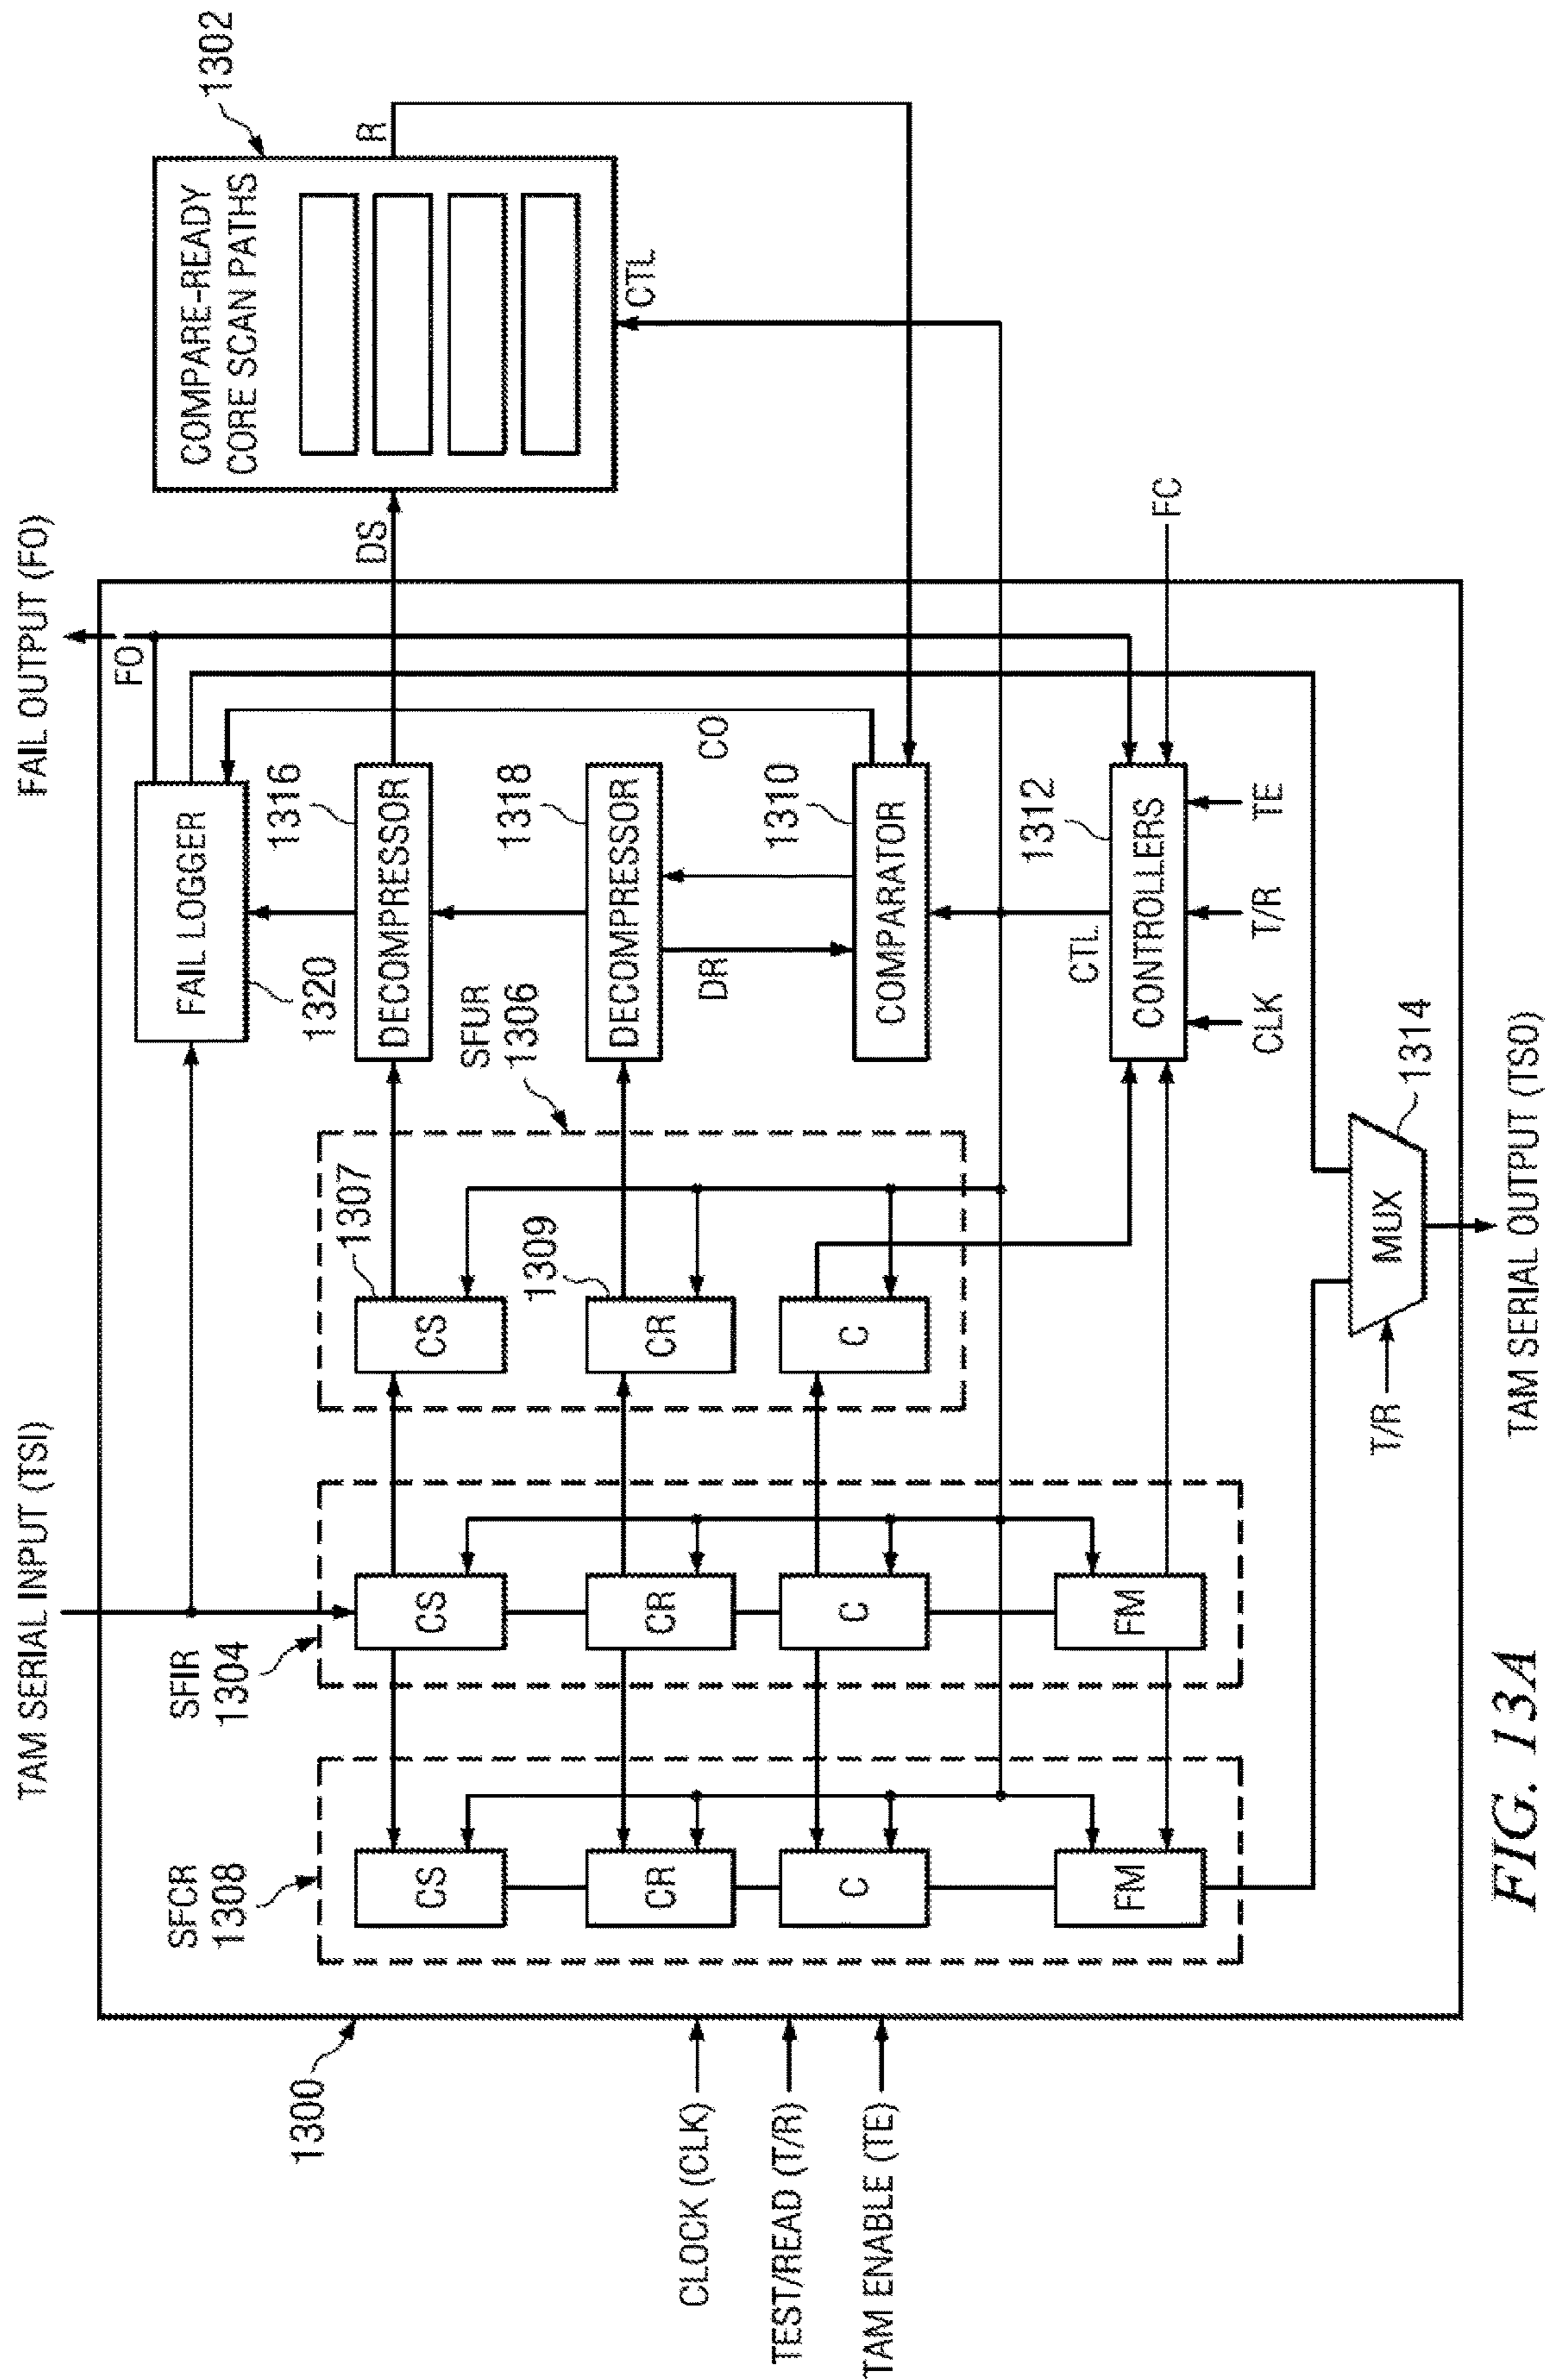 TAM SERIAL INPUT (TSI)
FAIL OUTPUT (FO)
FO
1302
COMPARE-READY
CORE SCAN PATHS
R
DS
CTL
FAIL LOGGER
1320
SFCR
1308
SFIR
1304
SFUR
1306
1300
CS
CS
CS
1307
DECOMPRESSOR
1316
CR
CR
CR
1309
DECOMPRESSOR
1318
DR
CO
C
C
C
COMPARATOR
1310
CTL
FM
FM
CONTROLLERS
1312
FC
CLK
T/R
TE
CLOCK (CLK)
TEST/READ (T/R)
TAM ENABLE (TE)
T/R
MUX
1314
TAM SERIAL OUTPUT (TSO)
FIG. 13A